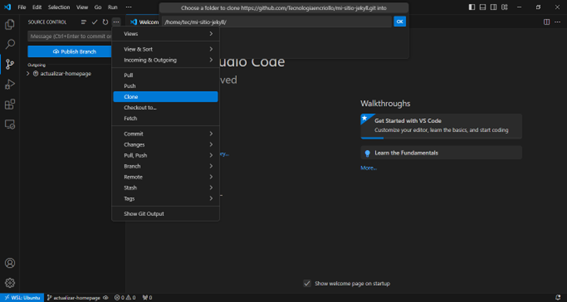 File Edit Selection View Go Run
Choose a folder to clone https://github.com/Tecnologiaencriollo/mi-sitio-jekyll.git into
SOURCE CONTROL
Welcom
/home/tec/mi-sitio-jekyll/
OK
Message (Ctrl+Enter to commit o
Publish Branch
Outgoing
actualizar-homepage
Views
View & Sort
Incoming & Outgoing
Pull
Push
Clone
Checkout to...
Fetch
Commit
Changes
Pull, Push
Branch
Remote
Stash
Tags
Show Git Output
udio Code
ved
Walkthroughs
Get Started with VS Code
Customize your editor, learn the basics, and start coding
Learn the Fundamentals
More...
Show welcome page on startup
WSL: Ubuntu
actualizar-homepage
0 0
0